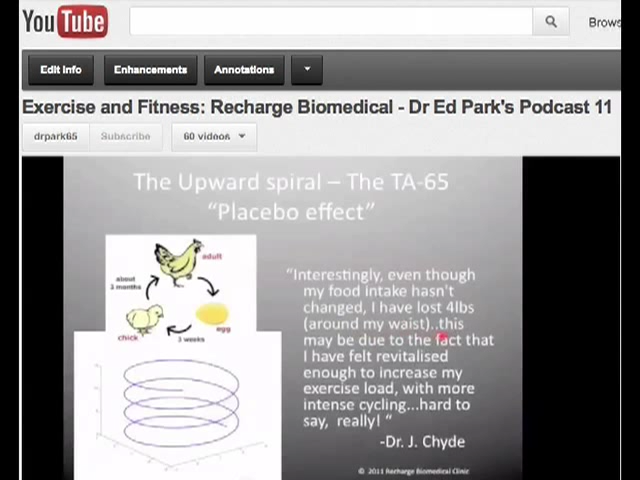 YouTube
Brows
Edit info
Enhancements
Annotations
Exercise and Fitness: Recharge Biomedical - Dr Ed Park's Podcast 11
drpark65
Subscribe
60 videos
The Upward spiral – The TA-65
"Placebo effect"
adult
about
3 months
egg
chick
3 weeks
"Interestingly, even though
my food intake hasn't
changed, I have lost 4lbs
(around my waist)..this
may be due to the fact that
I have felt revitalised
enough to increase my
exercise load, with more
intense cycling...hard to
say, really! "
-Dr. J. Chyde
© 2011 Recharge Biomedical Clinic